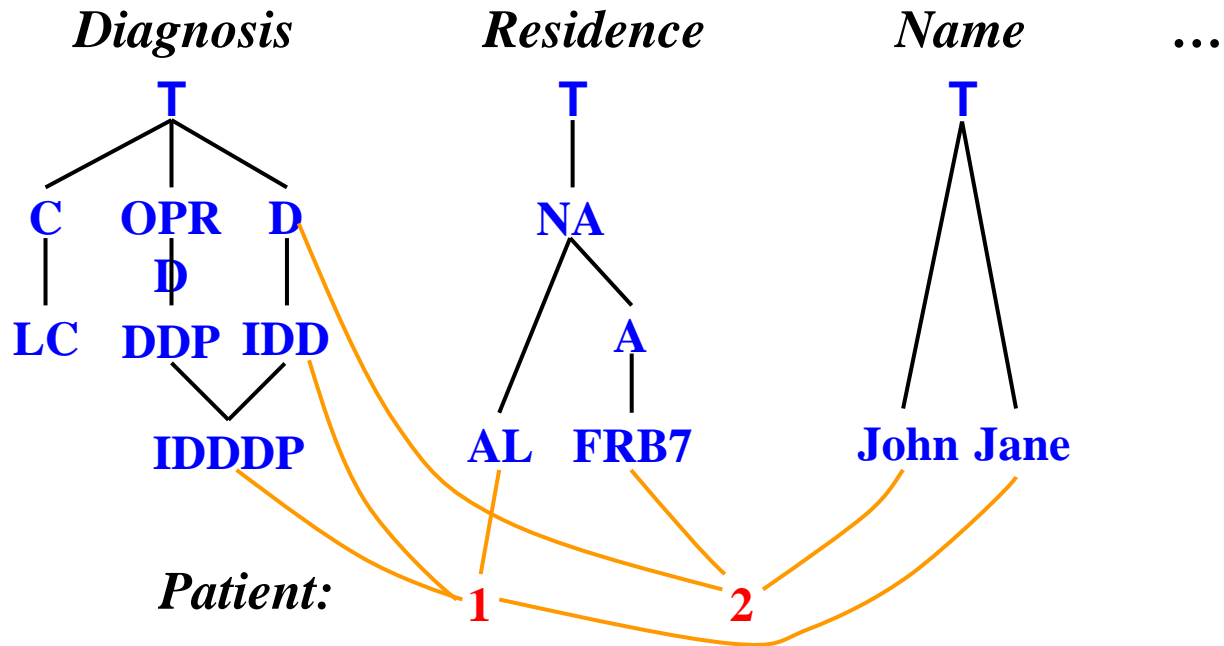 Diagnosis Residence Name ...
T T T
C OPR D NA
D
LC DDP IDD A
IDDDP AL FRB7 John Jane
Patient: 1 2